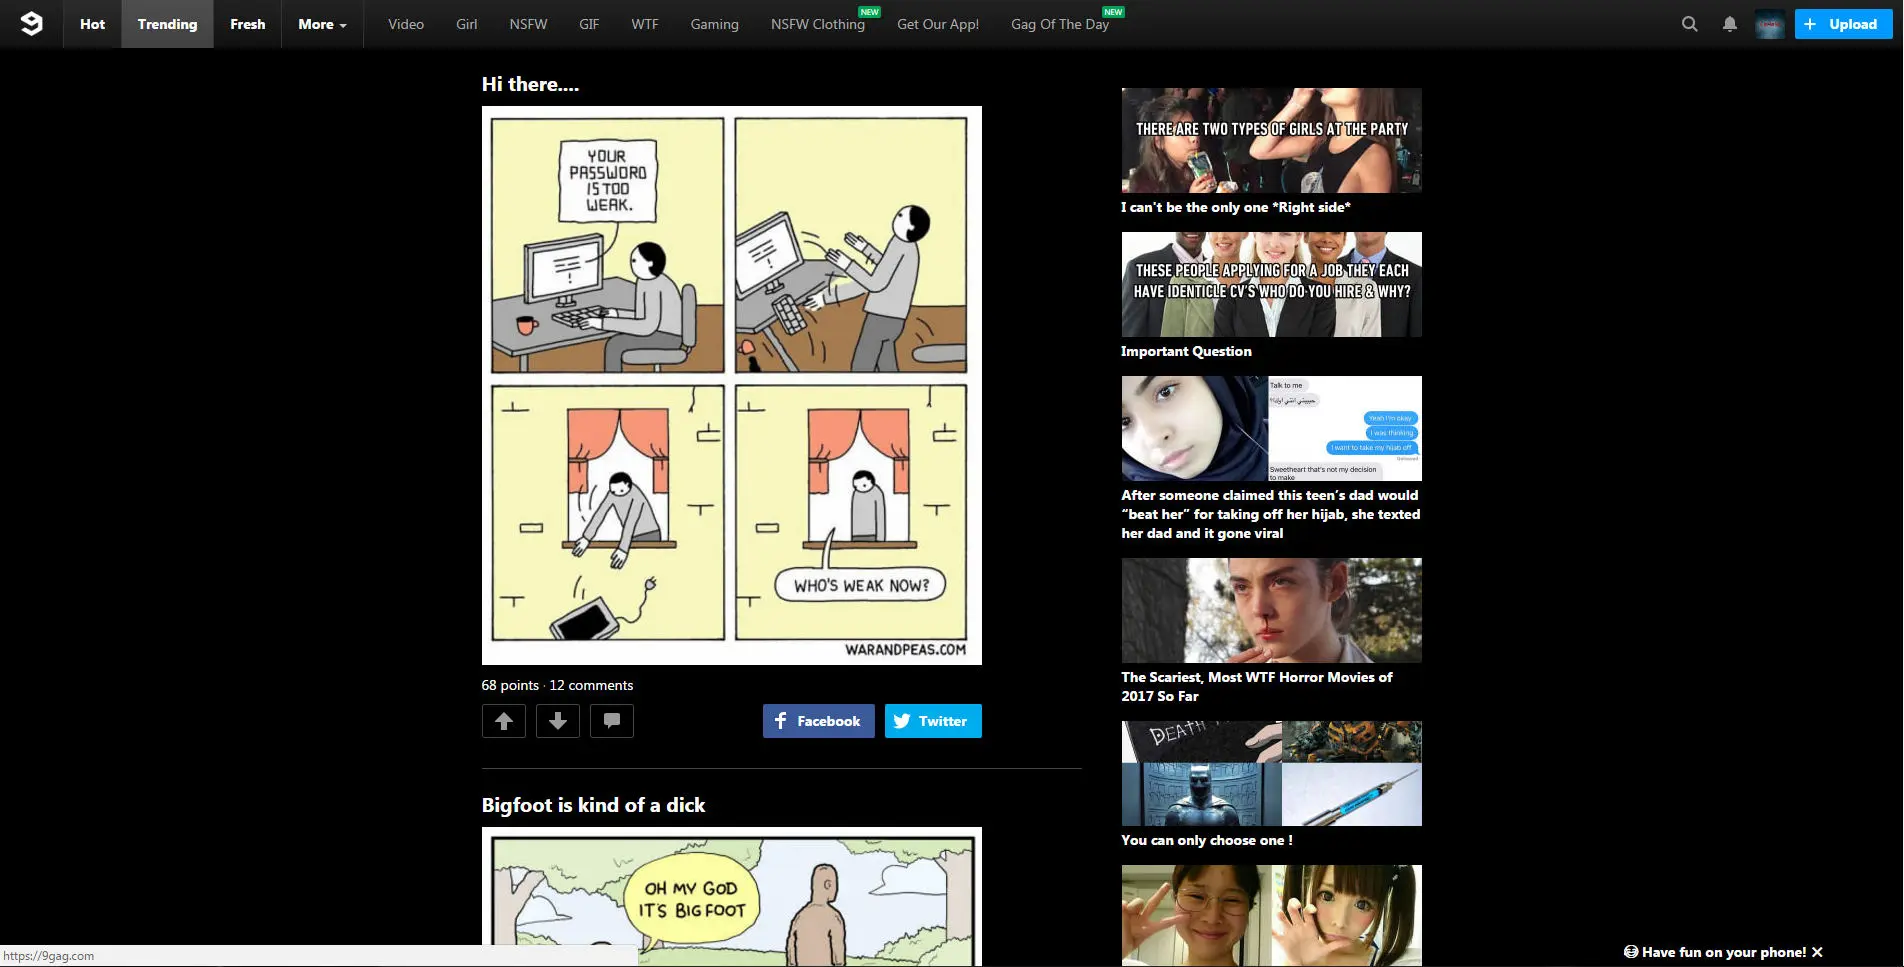 Hot
Trending
Fresh
More
Video
Girl
NSFW
GIF
WTF
Gaming
NSFW Clothing
NEW
Get Our App!
Gag Of The Day
NEW
+ Upload
Hi there....
YOUR
PASSWORD
IS TOO
WEAK.
WHO'S WEAK NOW?
WARANDPEAS.COM
68 points · 12 comments
Facebook
Twitter
Bigfoot is kind of a dick
OH MY GOD
IT'S BIGFOOT
THERE ARE TWO TYPES OF GIRLS AT THE PARTY
I can't be the only one *Right side*
THESE PEOPLE APPLYING FOR A JOB THEY EACH
HAVE IDENTICLE CV'S WHO DO YOU HIRE & WHY?
Important Question
Talk to me
حبيبتي انتي اوك؟؟
Yeah I'm okay
I was thinking
I want to take my hijab off
Delivered
Sweetheart that's not my decision
to make
After someone claimed this teen's dad would
“beat her” for taking off her hijab, she texted
her dad and it gone viral
The Scariest, Most WTF Horror Movies of
2017 So Far
DEATH
You can only choose one !
https://9gag.com
Have fun on your phone! ✕